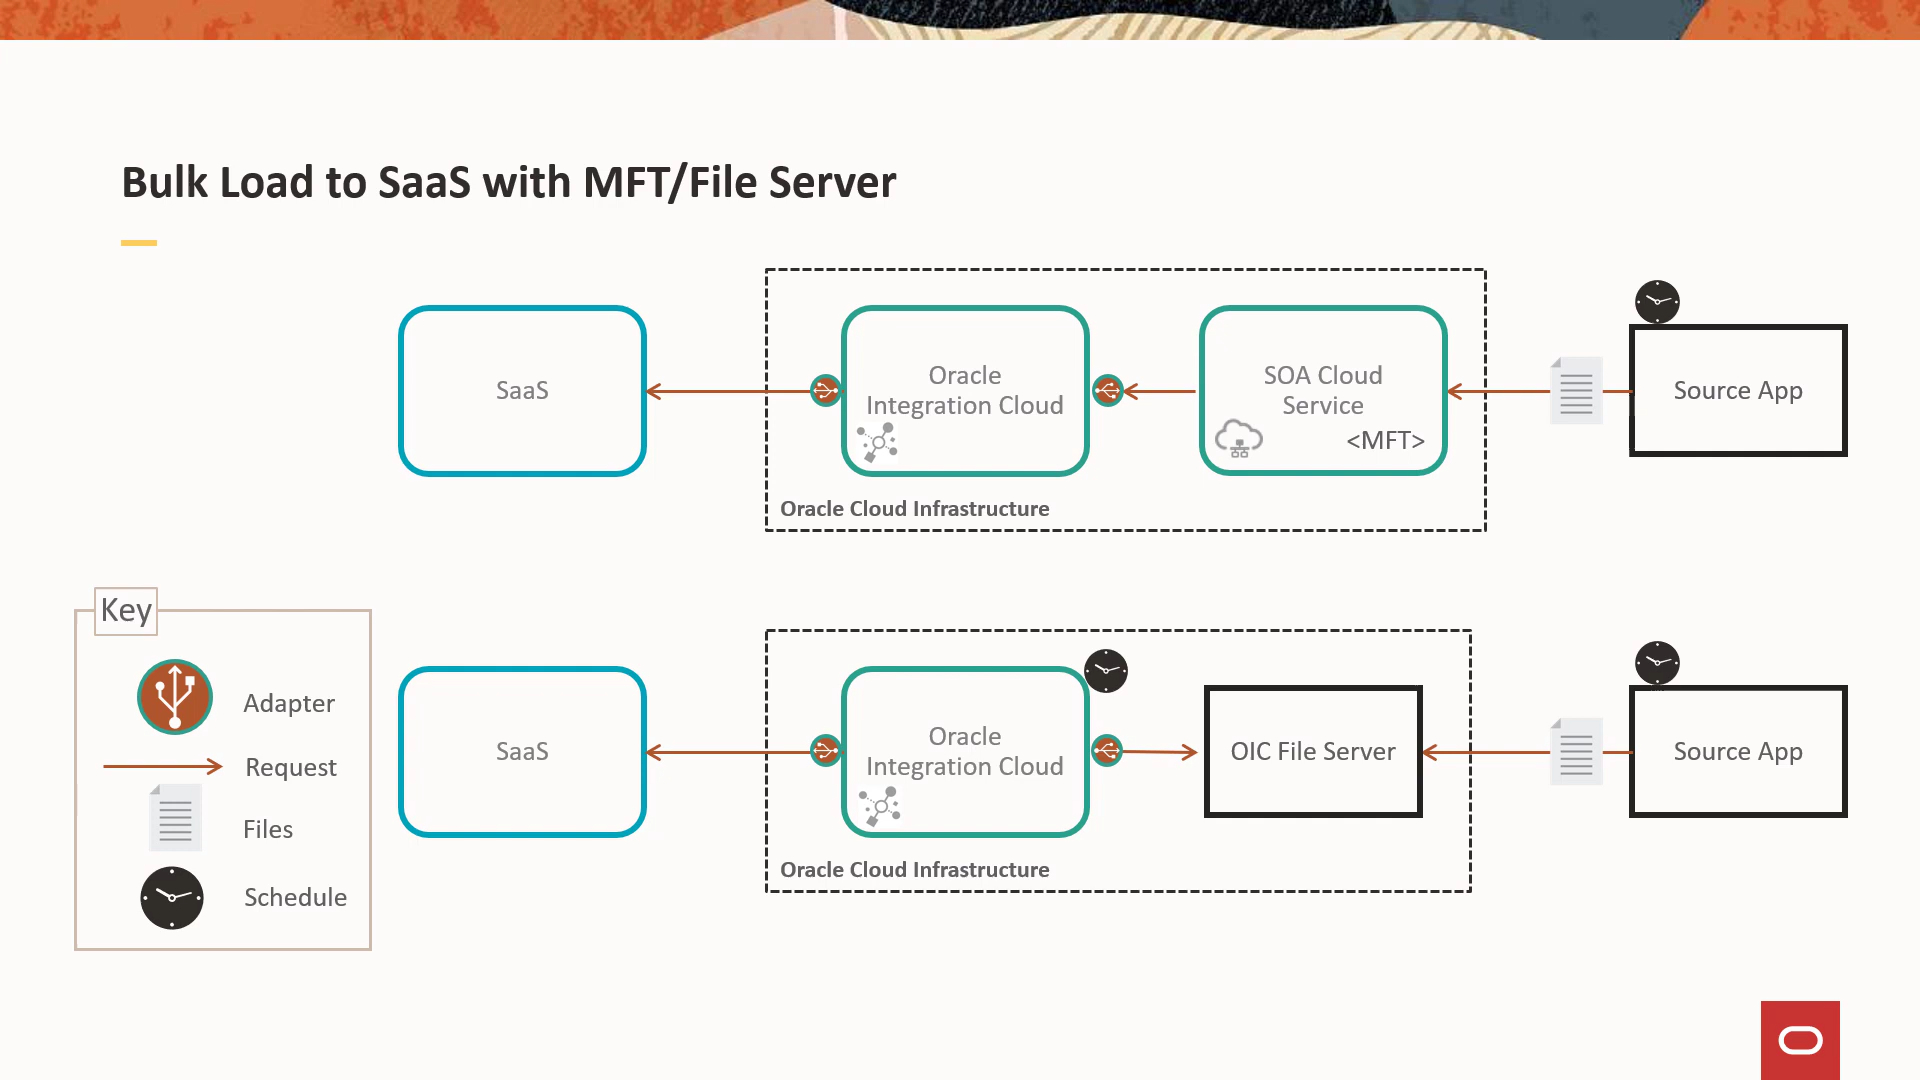 Bulk Load to SaaS with MFT/File Server
SaaS
Oracle
Integration Cloud
SOA Cloud
Service
<MFT>
Source App
Oracle Cloud Infrastructure
Key
Adapter
Request
Files
Schedule
SaaS
Oracle
Integration Cloud
OIC File Server
Source App
Oracle Cloud Infrastructure